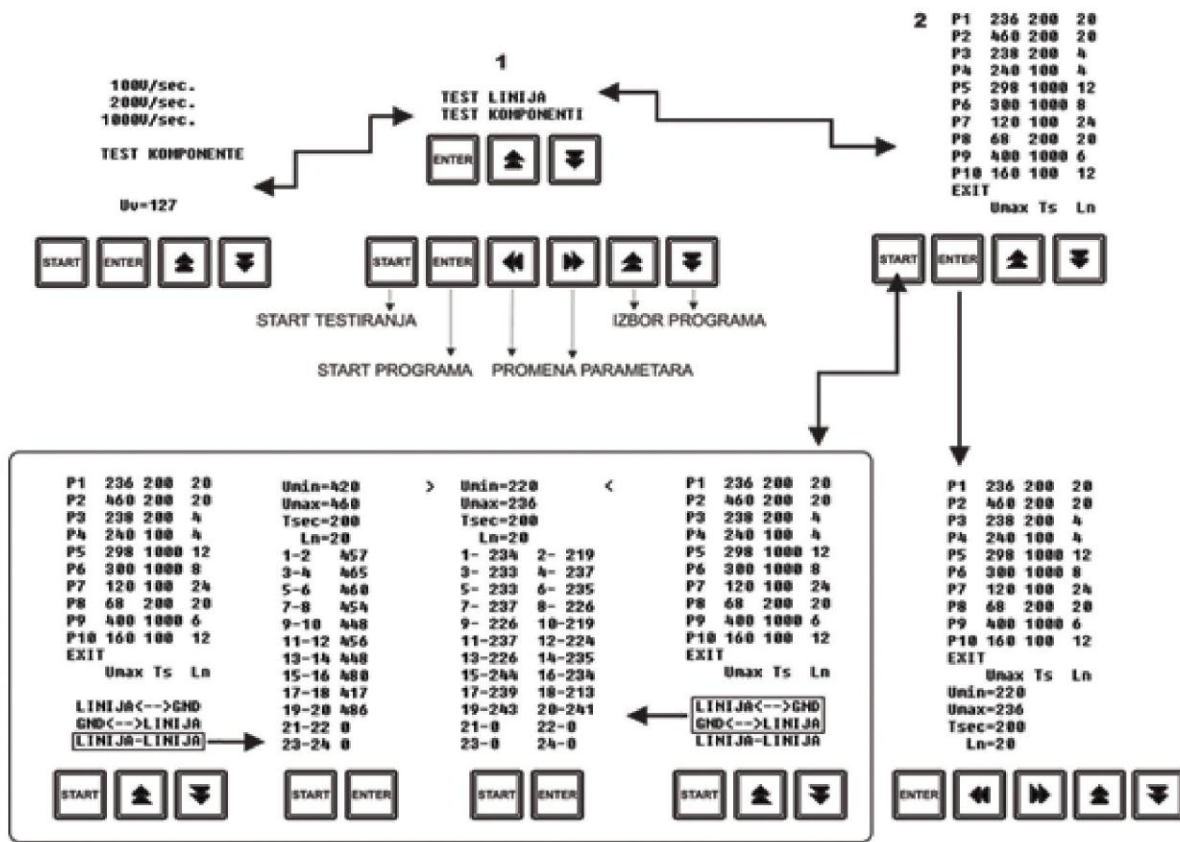 100V/sec.
200V/sec.
1000V/sec.
TEST KOMPONENTE
Uv=127
START ENTER
1
TEST LINIJA
TEST KOMPONENTI
ENTER
START ENTER
START TESTIRANJA
IZBOR PROGRAMA
START PROGRAMA
PROMENA PARAMETARA
2
P1 236 200 20
P2 460 200 20
P3 238 200 4
P4 240 100 4
P5 298 1000 12
P6 300 1000 8
P7 120 100 24
P8 68 200 20
P9 400 1000 6
P10 160 100 12
EXIT
Umax Ts Ln
START ENTER
P1 236 200 20
P2 460 200 20
P3 238 200 4
P4 240 100 4
P5 298 1000 12
P6 300 1000 8
P7 120 100 24
P8 68 200 20
P9 400 1000 6
P10 160 100 12
EXIT
Umax Ts Ln
LINIJA<-->GND
GND<-->LINIJA
LINIJA-LINIJA
START
Umin=420
Umax=460
Tsec=200
Ln=20
1-2 457
3-4 465
5-6 460
7-8 454
9-10 448
11-12 456
13-14 448
15-16 480
17-18 417
19-20 486
21-22 0
23-24 0
START ENTER
> Umin=220 <
Umax=236
Tsec=200
Ln=20
1- 234 2- 219
3- 233 4- 237
5- 233 6- 235
7- 237 8- 226
9- 226 10-219
11-237 12-224
13-226 14-235
15-244 16-234
17-239 18-213
19-243 20-241
21-0 22-0
23-0 24-0
START ENTER
P1 236 200 20
P2 460 200 20
P3 238 200 4
P4 240 100 4
P5 298 1000 12
P6 300 1000 8
P7 120 100 24
P8 68 200 20
P9 400 1000 6
P10 160 100 12
EXIT
Umax Ts Ln
LINIJA<-->GND
GND<-->LINIJA
LINIJA-LINIJA
START
P1 236 200 20
P2 460 200 20
P3 238 200 4
P4 240 100 4
P5 298 1000 12
P6 300 1000 8
P7 120 100 24
P8 68 200 20
P9 400 1000 6
P10 160 100 12
EXIT
Umax Ts Ln
Umin=220
Umax=236
Tsec=200
Ln=20
ENTER